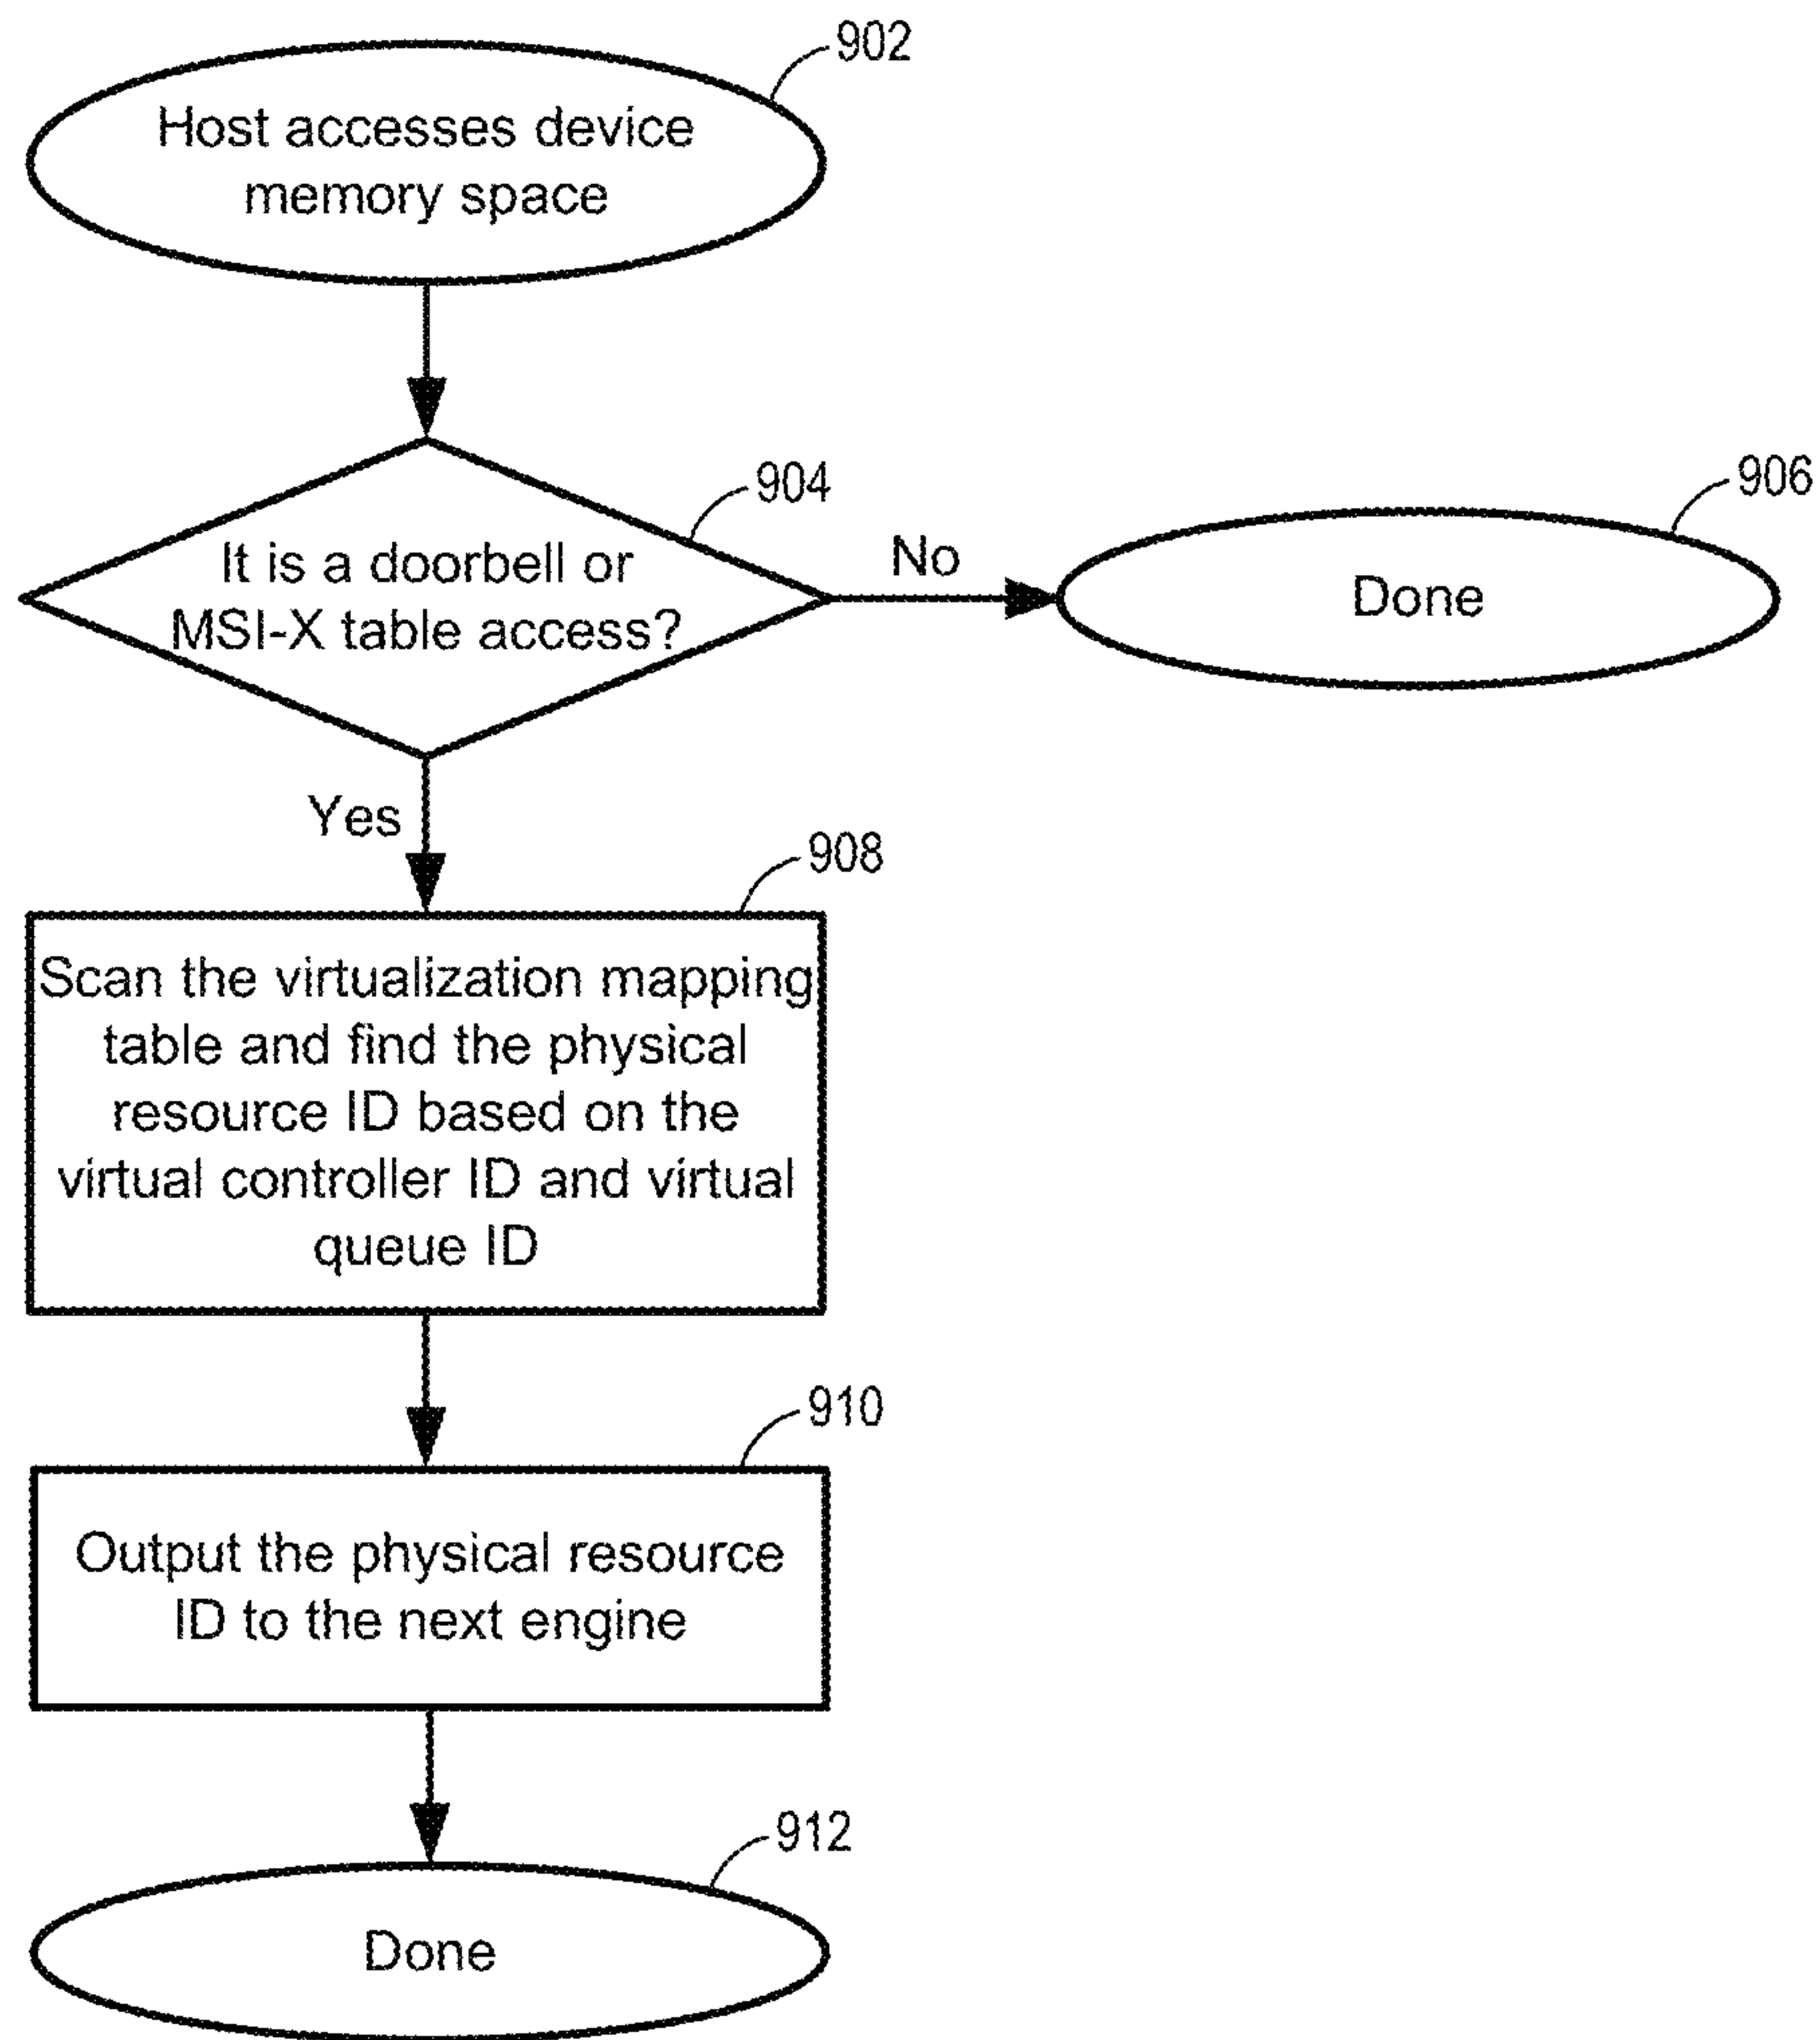 902
Host accesses device
memory space
904
It is a doorbell or
MSI-X table access?
No
906
Done
Yes
908
Scan the virtualization mapping
table and find the physical
resource ID based on the
virtual controller ID and virtual
queue ID
910
Output the physical resource
ID to the next engine
912
Done